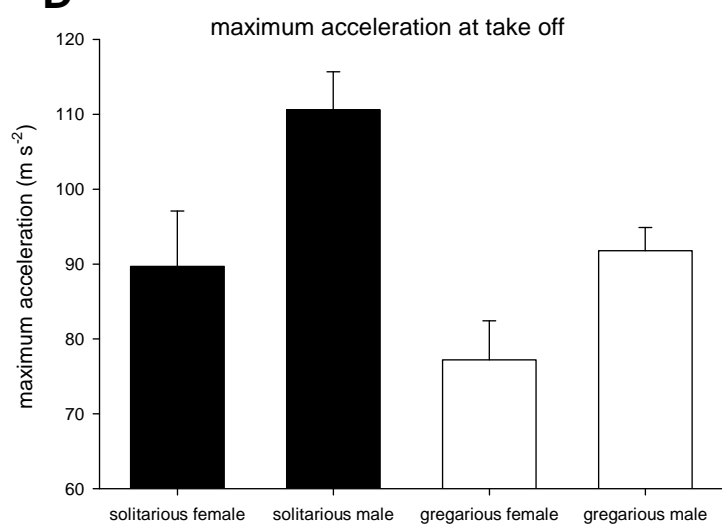 D
maximum acceleration at take off
120
110
100
90
80
70
60
maximum acceleration (m s⁻²)
solitarious female solitarious male gregarious female gregarious male